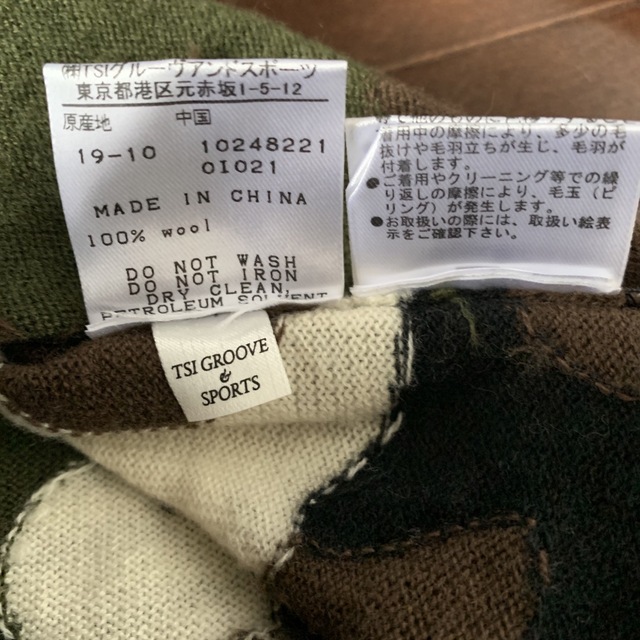 ㈱TSIグルーヴアンドスポーツ
東京都港区元赤坂1-5-12
原産地 中国
19-10 10248221
01021
MADE IN CHINA
100% wool
DO NOT WASH
DO NOT IRON
DRY CLEAN,
PETROLEUM SOLVENT
TSI GROOVE
&
SPORTS
用中の摩擦により、多少の毛
抜けや毛羽立ちが生じ、毛羽が
付着します。
●ご着用やクリーニング等での繰
り返しの摩擦により、毛玉(ピ
リング)が発生します。
●お取扱いの際には、取扱い絵表
示をご確認ください。